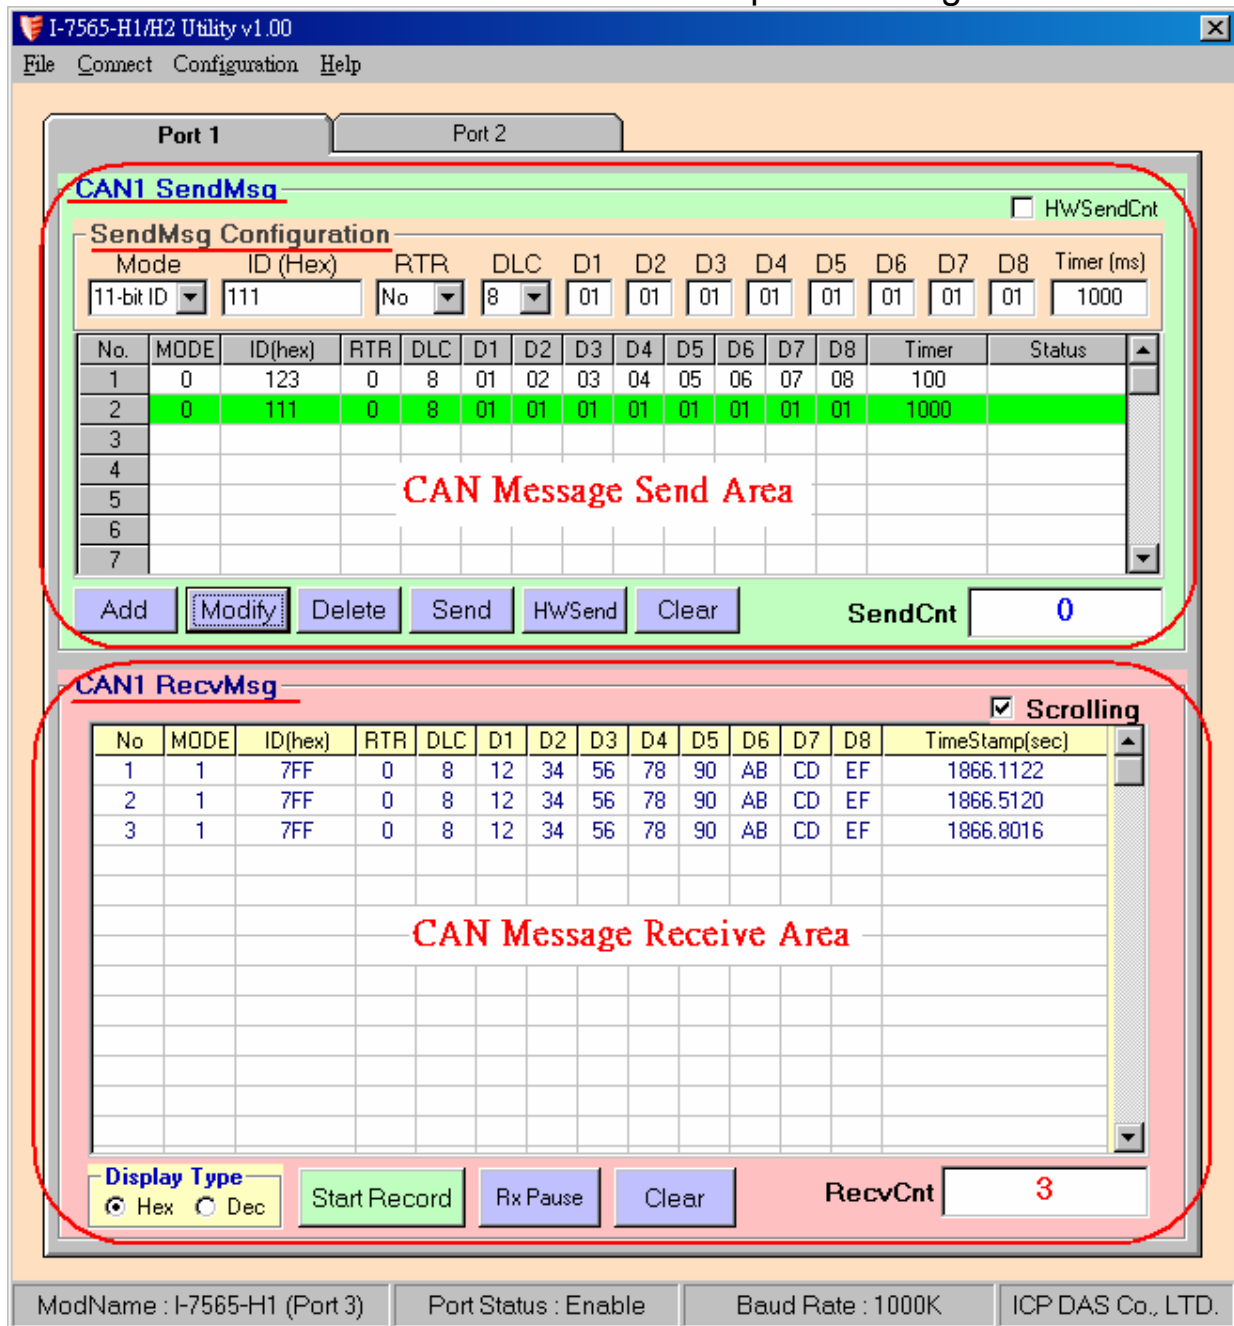 I-7565-H1/H2 Utility v1.00
File Connect Configuration Help
Port 1 Port 2
CAN1 SendMsg
HWSendCnt
SendMsg Configuration
Mode ID (Hex) RTR DLC D1 D2 D3 D4 D5 D6 D7 D8 Timer (ms)
11-bit ID 111 No 8 01 01 01 01 01 01 01 01 1000
No. MODE ID(hex) RTR DLC D1 D2 D3 D4 D5 D6 D7 D8 Timer Status
1 0 123 0 8 01 02 03 04 05 06 07 08 100
2 0 111 0 8 01 01 01 01 01 01 01 01 1000
3
4
CAN Message Send Area
5
6
7
Add Modify Delete Send HWSend Clear SendCnt 0
CAN1 RecvMsg
Scrolling
No MODE ID(hex) RTR DLC D1 D2 D3 D4 D5 D6 D7 D8 TimeStamp(sec)
1 1 7FF 0 8 12 34 56 78 90 AB CD EF 1866.1122
2 1 7FF 0 8 12 34 56 78 90 AB CD EF 1866.5120
3 1 7FF 0 8 12 34 56 78 90 AB CD EF 1866.8016
CAN Message Receive Area
Display Type
Hex Dec Start Record Rx Pause Clear RecvCnt 3
ModName : I-7565-H1 (Port 3) Port Status : Enable Baud Rate : 1000K ICP DAS Co., LTD.